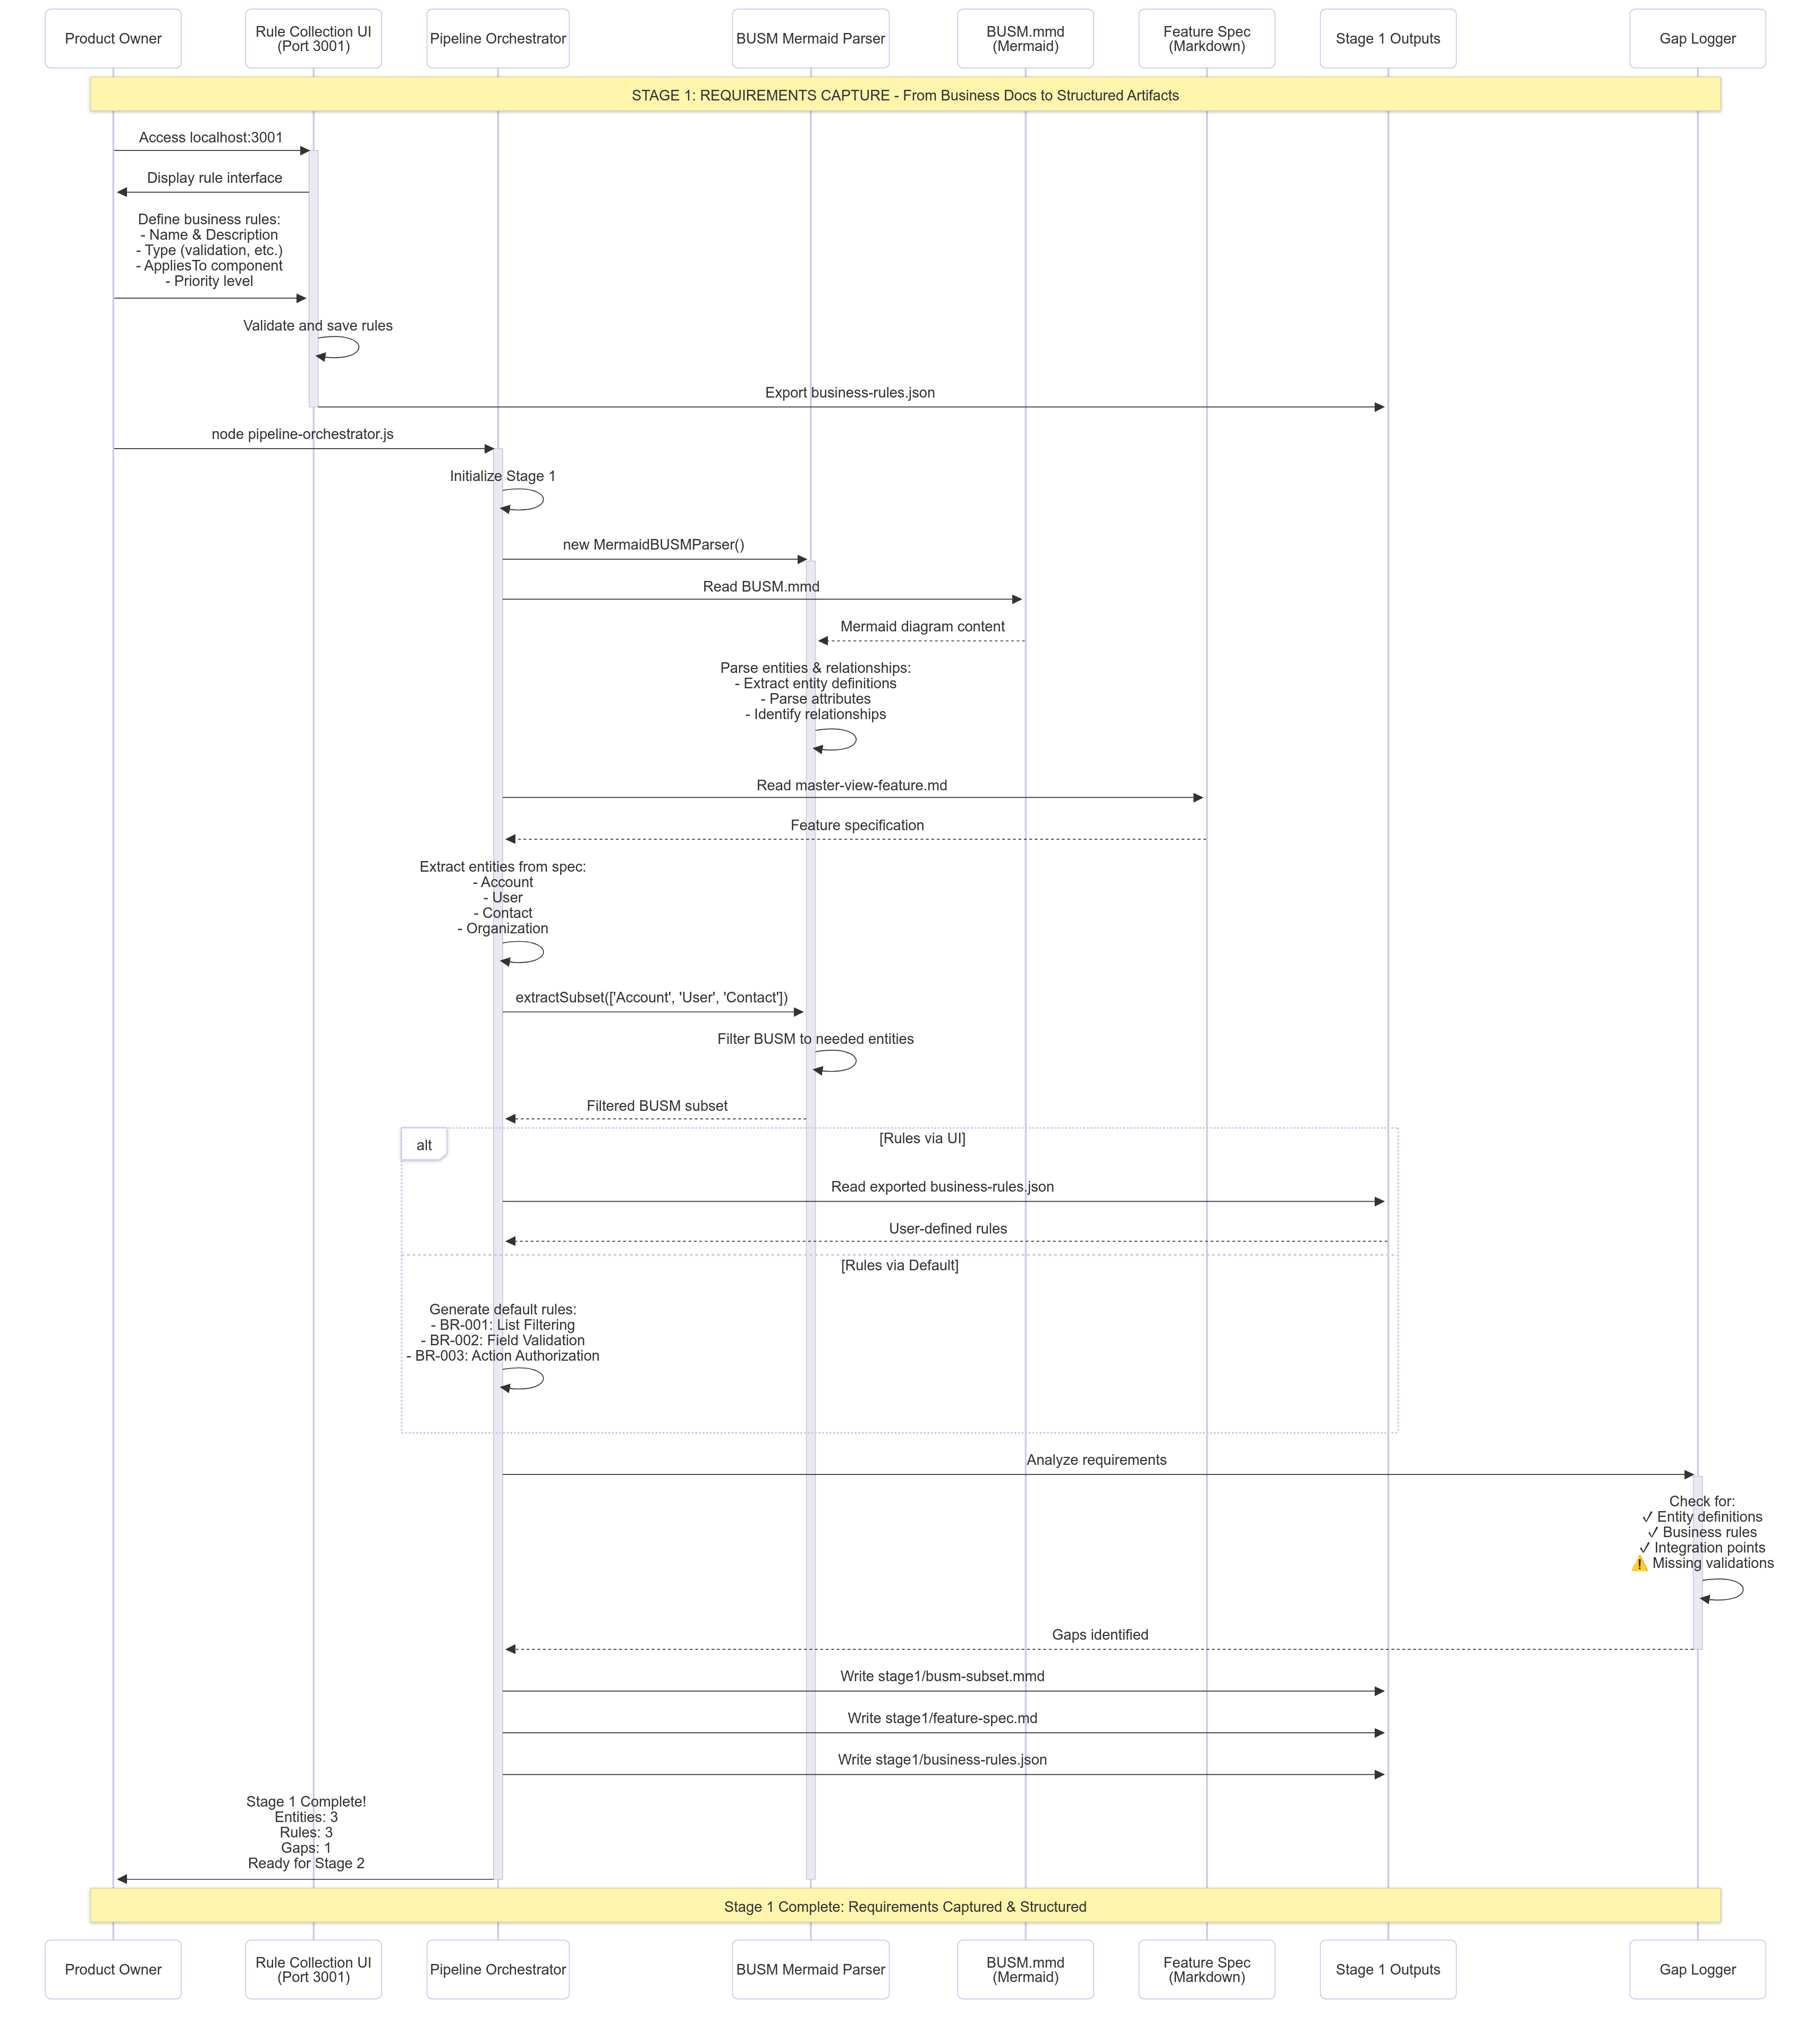 Product Owner
Rule Collection UI
(Port 3001)
Pipeline Orchestrator
BUSM Mermaid Parser
BUSM.mmd
(Mermaid)
Feature Spec
(Markdown)
Stage 1 Outputs
Gap Logger
STAGE 1: REQUIREMENTS CAPTURE - From Business Docs to Structured Artifacts
Access localhost:3001
Display rule interface
Define business rules:
- Name & Description
- Type (validation, etc.)
- AppliesTo component
- Priority level
Validate and save rules
Export business-rules.json
node pipeline-orchestrator.js
Initialize Stage 1
new MermaidBUSMParser()
Read BUSM.mmd
Mermaid diagram content
Parse entities & relationships:
- Extract entity definitions
- Parse attributes
- Identify relationships
Read master-view-feature.md
Feature specification
Extract entities from spec:
- Account
- User
- Contact
- Organization
extractSubset(['Account', 'User', 'Contact'])
Filter BUSM to needed entities
Filtered BUSM subset
alt
[Rules via UI]
Read exported business-rules.json
User-defined rules
[Rules via Default]
Generate default rules:
- BR-001: List Filtering
- BR-002: Field Validation
- BR-003: Action Authorization
Analyze requirements
Check for:
✓ Entity definitions
✓ Business rules
✓ Integration points
⚠️ Missing validations
Gaps identified
Write stage1/busm-subset.mmd
Write stage1/feature-spec.md
Write stage1/business-rules.json
Stage 1 Complete!
Entities: 3
Rules: 3
Gaps: 1
Ready for Stage 2
Stage 1 Complete: Requirements Captured & Structured
Product Owner
Rule Collection UI
(Port 3001)
Pipeline Orchestrator
BUSM Mermaid Parser
BUSM.mmd
(Mermaid)
Feature Spec
(Markdown)
Stage 1 Outputs
Gap Logger